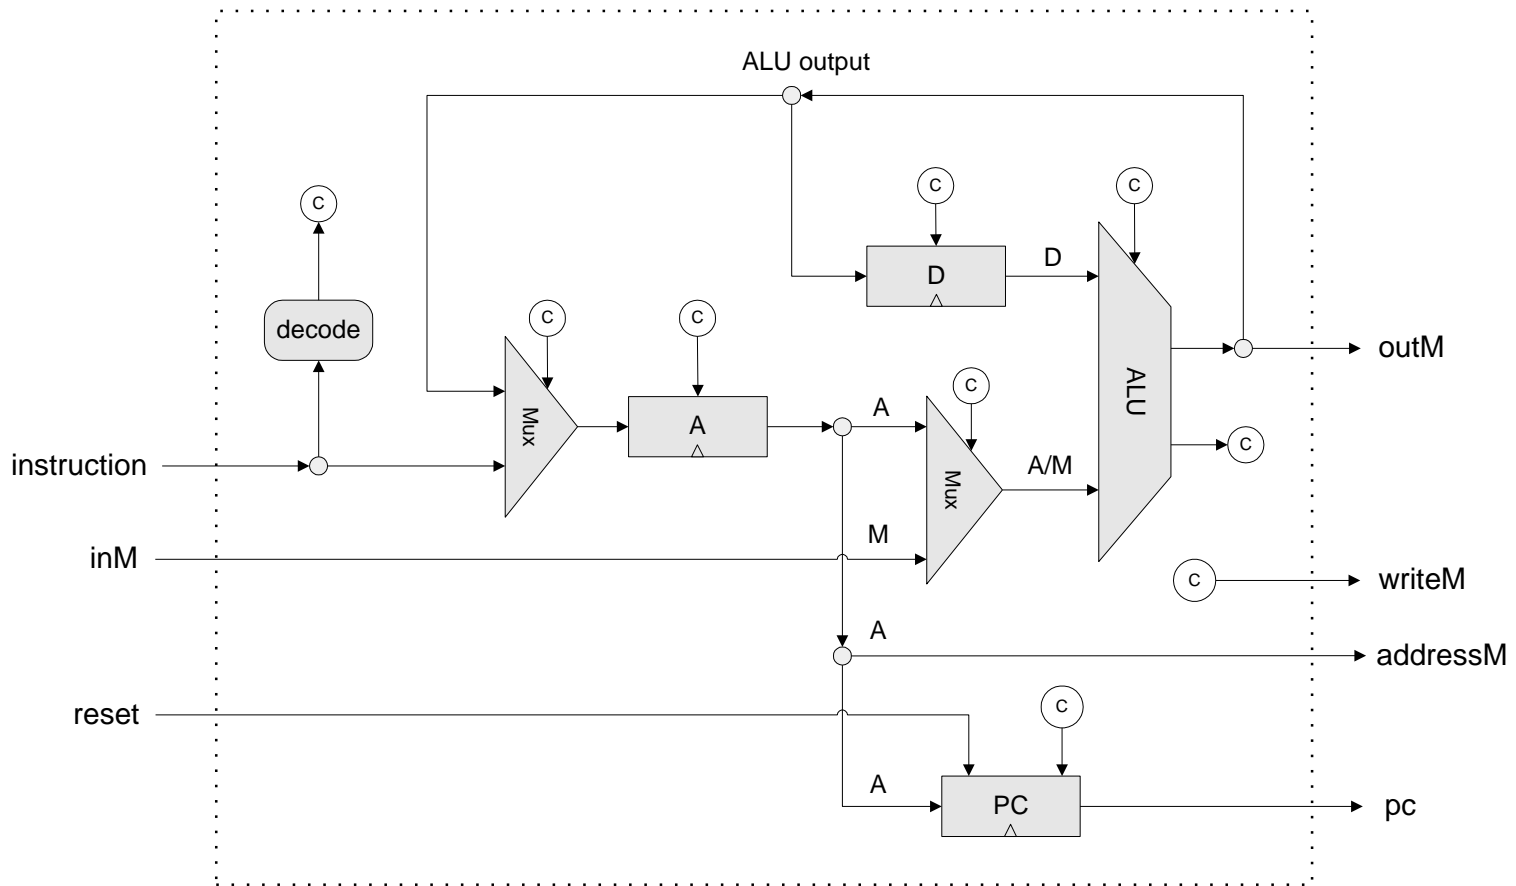 ALU output
C
C
C
D
D
decode
C
C
outM
C
Mux
A
A
ALU
instruction
Mux
A/M
C
inM
M
C
writeM
A
addressM
reset
C
A
PC
pc